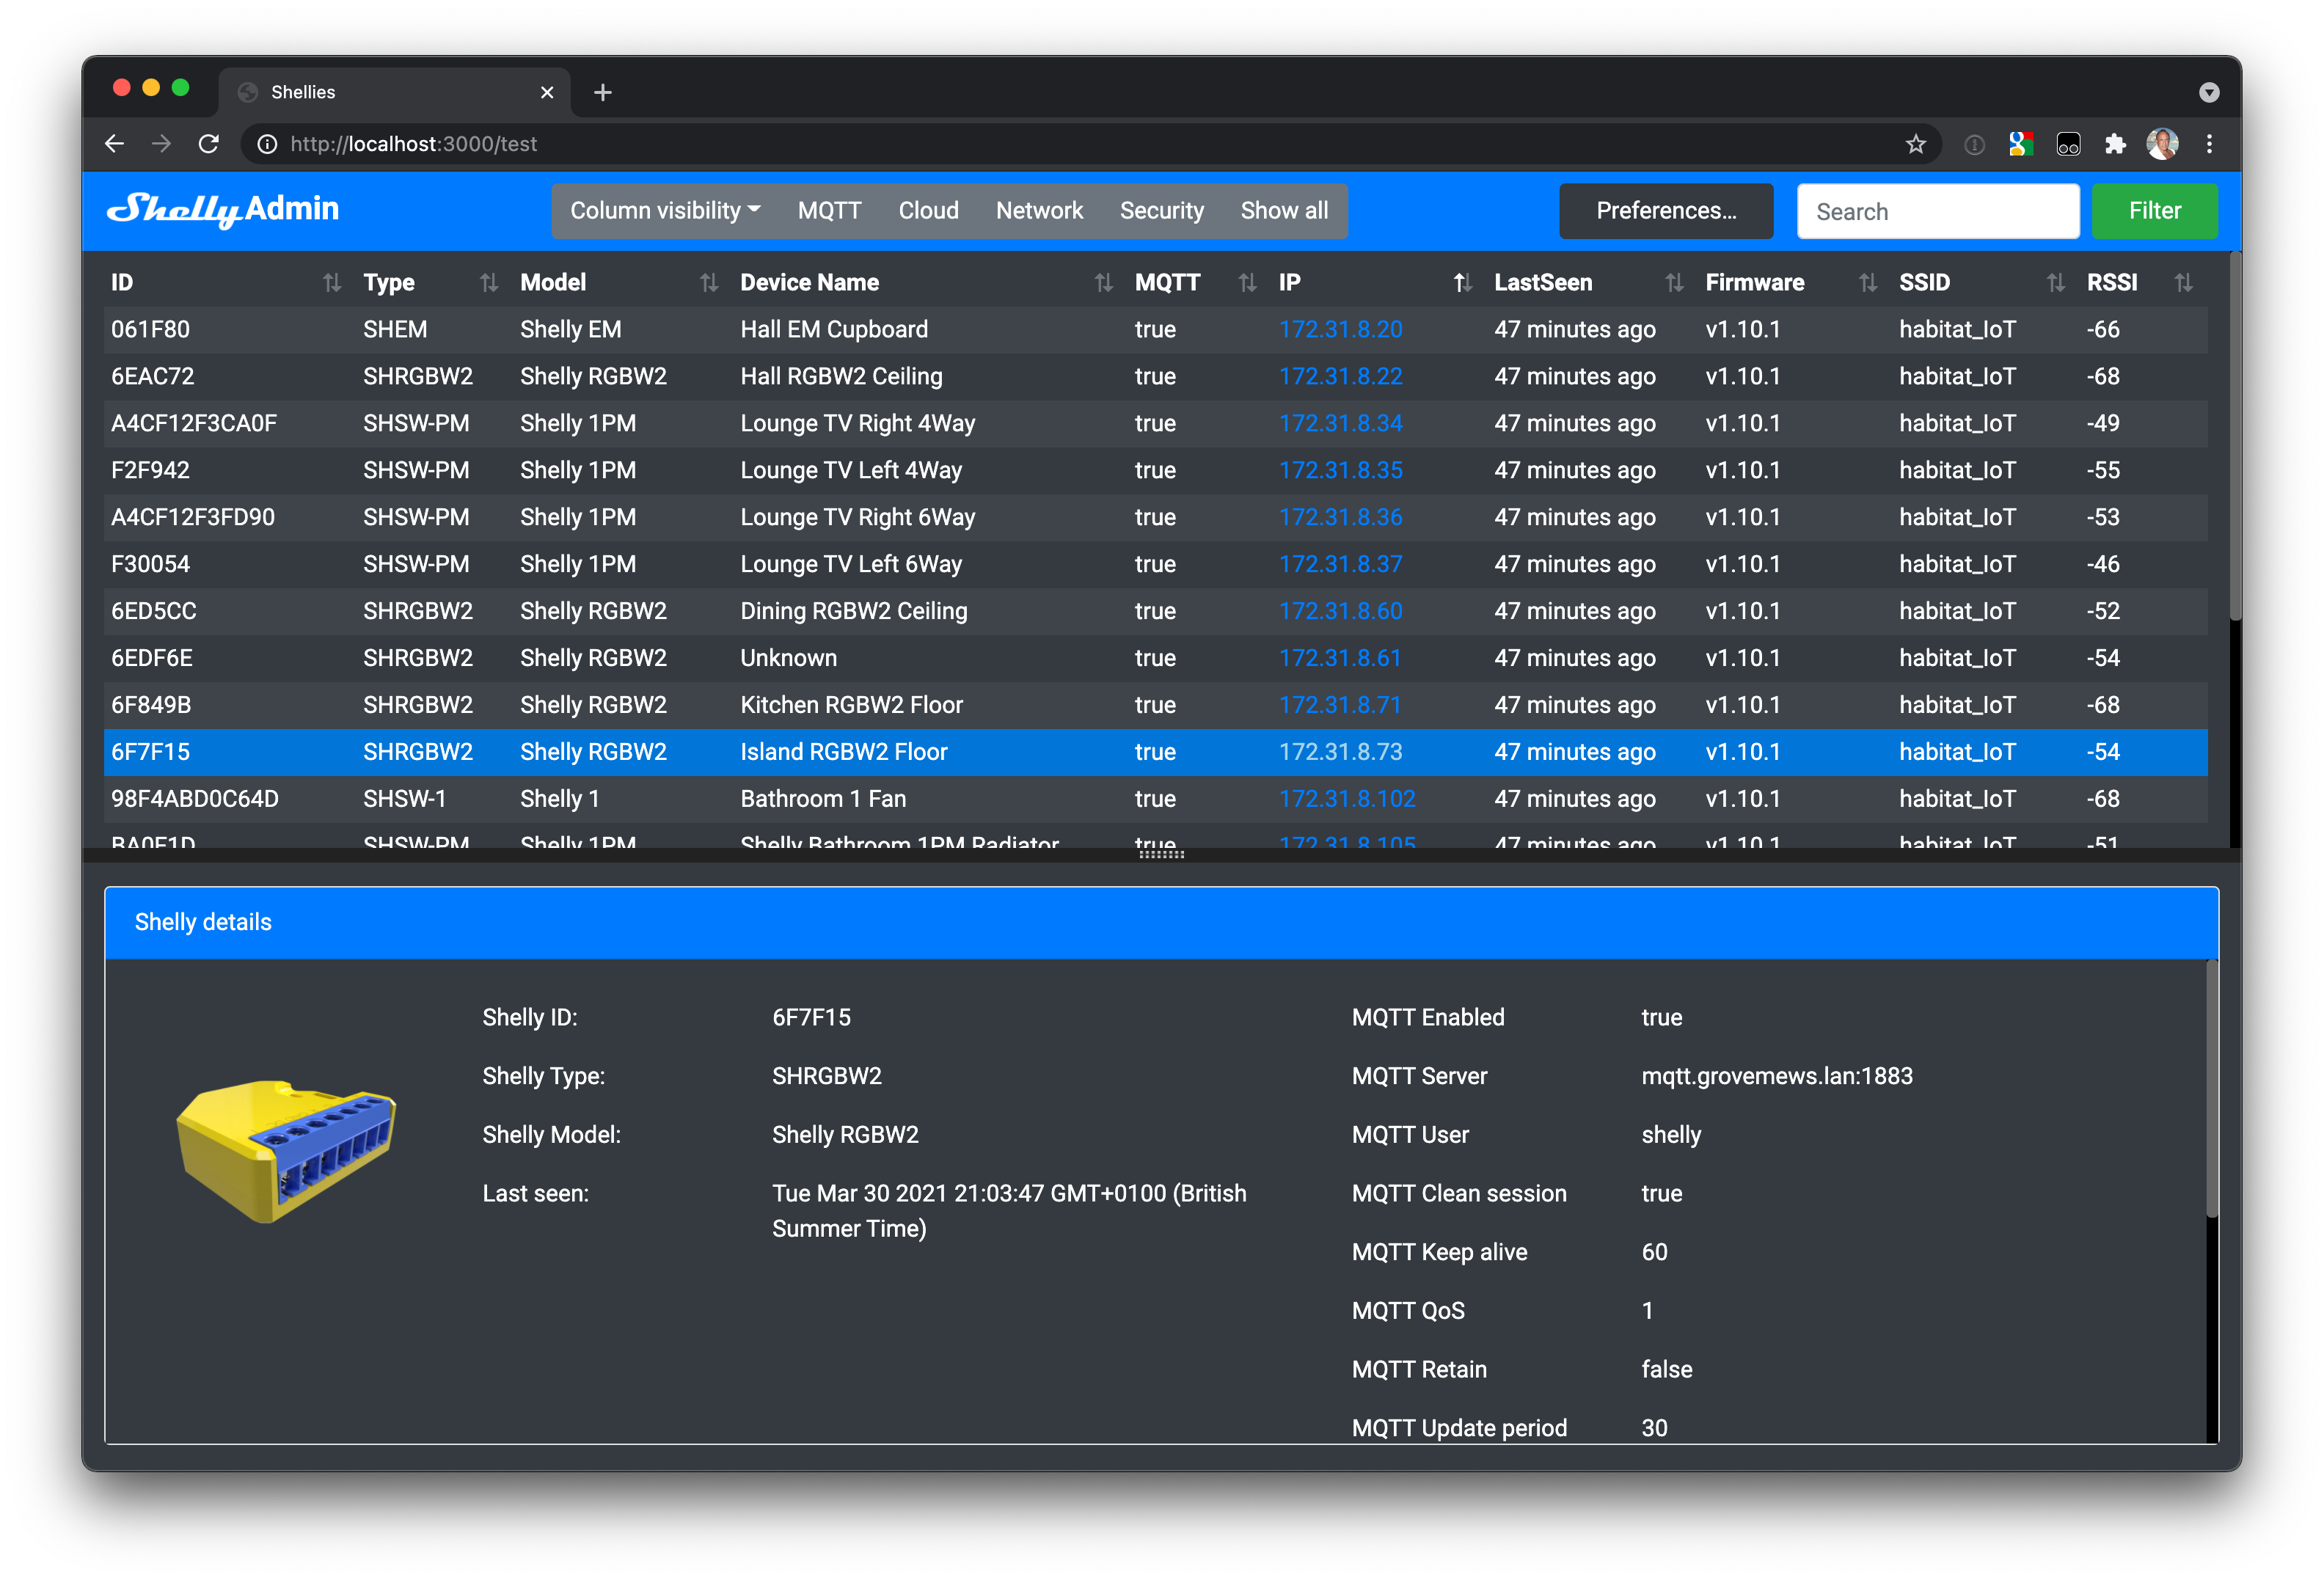 Shellies
http://localhost:3000/test
Shelly Admin
Column visibility MQTT Cloud Network Security Show all
Preferences...
Search
Filter
ID Type Model Device Name MQTT IP LastSeen Firmware SSID RSSI
061F80 SHEM Shelly EM Hall EM Cupboard true 172.31.8.20 47 minutes ago v1.10.1 habitat_IoT -66
6EAC72 SHRGBW2 Shelly RGBW2 Hall RGBW2 Ceiling true 172.31.8.22 47 minutes ago v1.10.1 habitat_IoT -68
A4CF12F3CA0F SHSW-PM Shelly 1PM Lounge TV Right 4Way true 172.31.8.34 47 minutes ago v1.10.1 habitat_IoT -49
F2F942 SHSW-PM Shelly 1PM Lounge TV Left 4Way true 172.31.8.35 47 minutes ago v1.10.1 habitat_IoT -55
A4CF12F3FD90 SHSW-PM Shelly 1PM Lounge TV Right 6Way true 172.31.8.36 47 minutes ago v1.10.1 habitat_IoT -53
F30054 SHSW-PM Shelly 1PM Lounge TV Left 6Way true 172.31.8.37 47 minutes ago v1.10.1 habitat_IoT -46
6ED5CC SHRGBW2 Shelly RGBW2 Dining RGBW2 Ceiling true 172.31.8.60 47 minutes ago v1.10.1 habitat_IoT -52
6EDF6E SHRGBW2 Shelly RGBW2 Unknown true 172.31.8.61 47 minutes ago v1.10.1 habitat_IoT -54
6F849B SHRGBW2 Shelly RGBW2 Kitchen RGBW2 Floor true 172.31.8.71 47 minutes ago v1.10.1 habitat_IoT -68
6F7F15 SHRGBW2 Shelly RGBW2 Island RGBW2 Floor true 172.31.8.73 47 minutes ago v1.10.1 habitat_IoT -54
98F4ABD0C64D SHSW-1 Shelly 1 Bathroom 1 Fan true 172.31.8.102 47 minutes ago v1.10.1 habitat_IoT -68
SHSW-PM Shelly 1PM Shelly Bathroom 1PM Radiator true 172.31.8.105 47 minutes ago v1.10.1 habitat_IoT -51
Shelly details
Shelly ID: 6F7F15
Shelly Type: SHRGBW2
Shelly Model: Shelly RGBW2
Last seen: Tue Mar 30 2021 21:03:47 GMT+0100 (British
Summer Time)
MQTT Enabled true
MQTT Server mqtt.grovemews.lan:1883
MQTT User shelly
MQTT Clean session true
MQTT Keep alive 60
MQTT QoS 1
MQTT Retain false
MQTT Update period 30